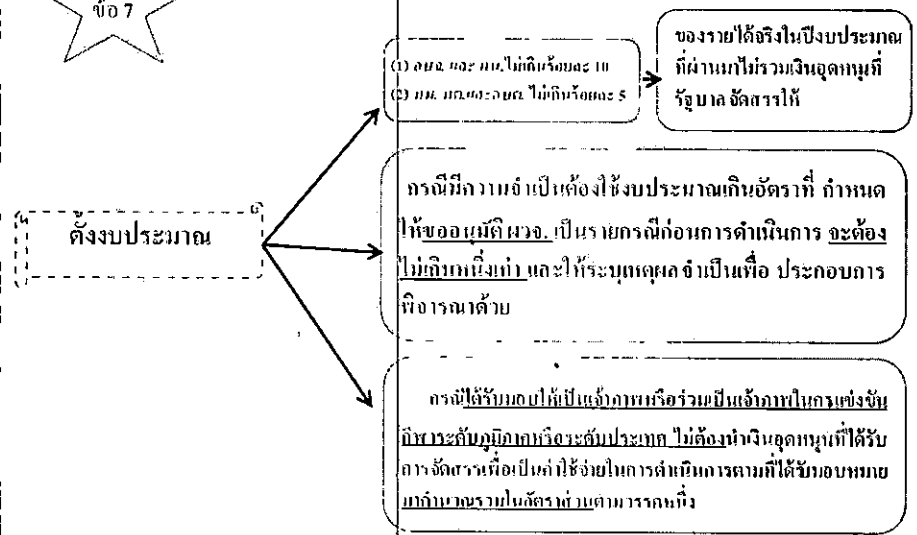 ข้อ 7
(1) อบจ. และ ทน. ไม่เกินร้อยละ 10
(2) ทม. ทต. และ อบต. ไม่เกินร้อยละ 5
ของรายได้จริงในปีงบประมาณ
ที่ผ่านมาไม่รวมเงินอุดหนุนที่
รัฐบาลจัดสรรให้
ตั้งงบประมาณ
กรณีมีความจำเป็นต้องใช้งบประมาณเกินอัตราที่ กำหนด
ให้ขออนุมัติ ผวจ. เป็นรายกรณีก่อนการดำเนินการ จะต้อง
ไม่เกินหนึ่งเท่า และให้ระบุเหตุผลจำเป็นเพื่อ ประกอบการ
พิจารณาด้วย
กรณีได้รับมอบให้เป็นเจ้าภาพหรือร่วมเป็นเจ้าภาพในการแข่งขัน
กีฬาระดับภูมิภาคหรือระดับประเทศ ไม่ต้องนำเงินอุดหนุนที่ได้รับ
การจัดสรรเพื่อเป็นค่าใช้จ่ายในการดำเนินการตามที่ได้รับมอบหมาย
มาคำนวณรวมในอัตราส่วนตามวรรคหนึ่ง